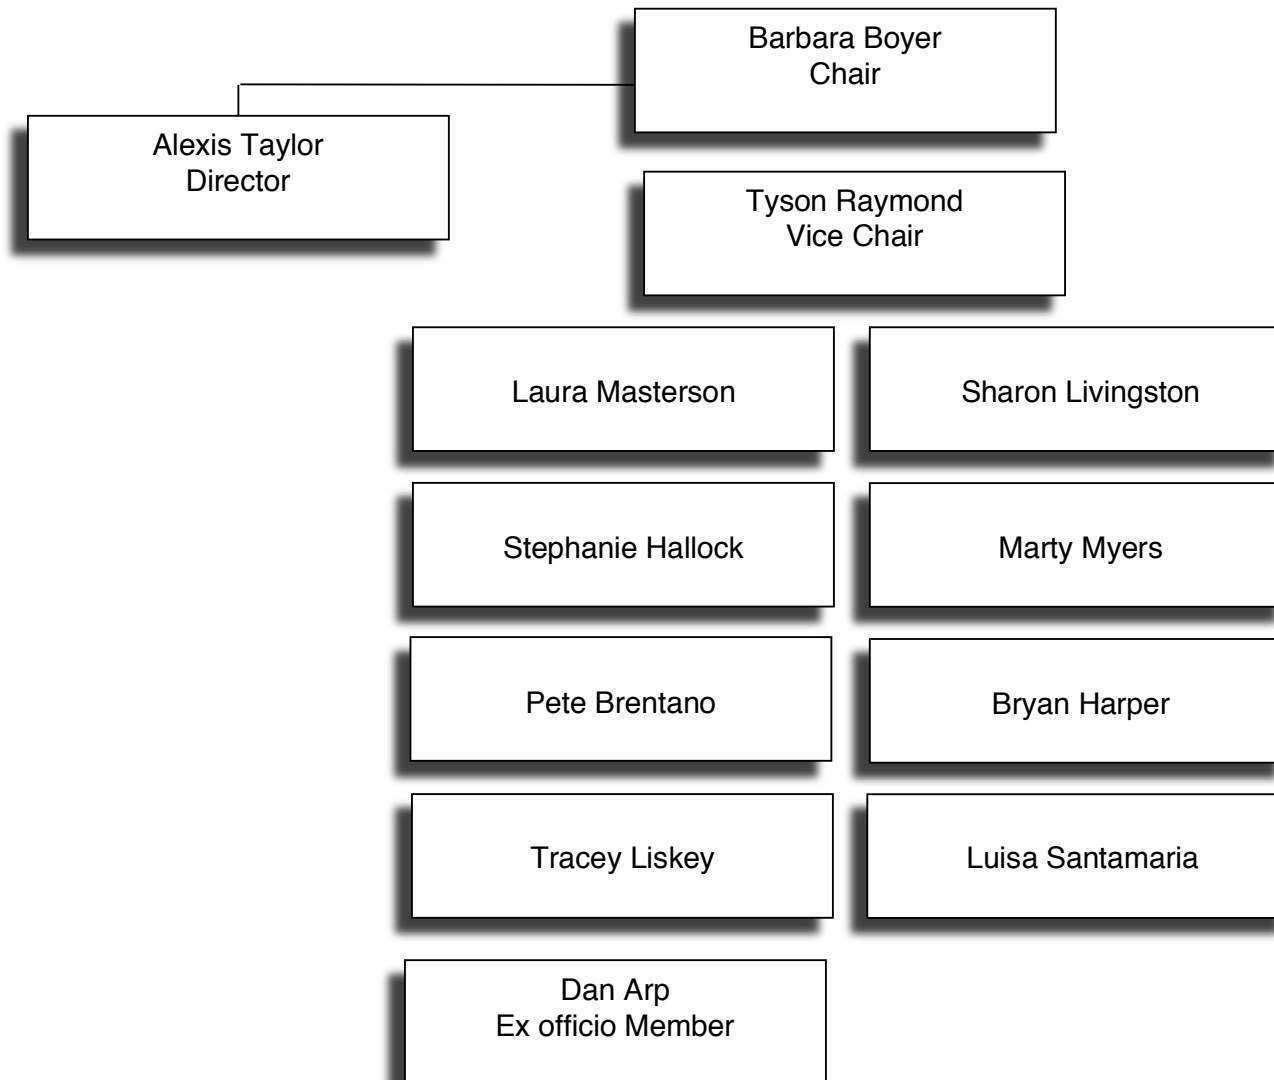 Barbara Boyer
Chair
Alexis Taylor
Director
Tyson Raymond
Vice Chair
Laura Masterson
Sharon Livingston
Stephanie Hallock
Marty Myers
Pete Brentano
Bryan Harper
Tracey Liskey
Luisa Santamaria
Dan Arp
Ex officio Member